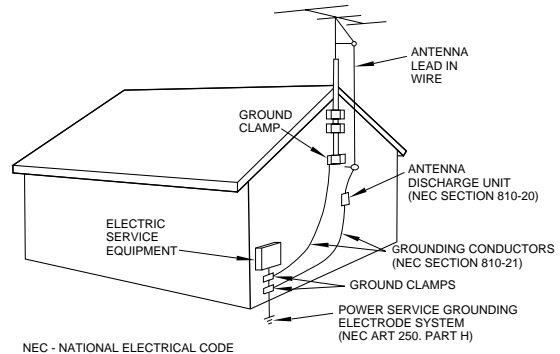 ANTENNA
LEAD IN
WIRE
GROUND
CLAMP
ANTENNA
DISCHARGE UNIT
(NEC SECTION 810-20)
ELECTRIC
SERVICE
EQUIPMENT
GROUNDING CONDUCTORS
(NEC SECTION 810-21)
GROUND CLAMPS
POWER SERVICE GROUNDING
ELECTRODE SYSTEM
(NEC ART 250. PART H)
NEC - NATIONAL ELECTRICAL CODE